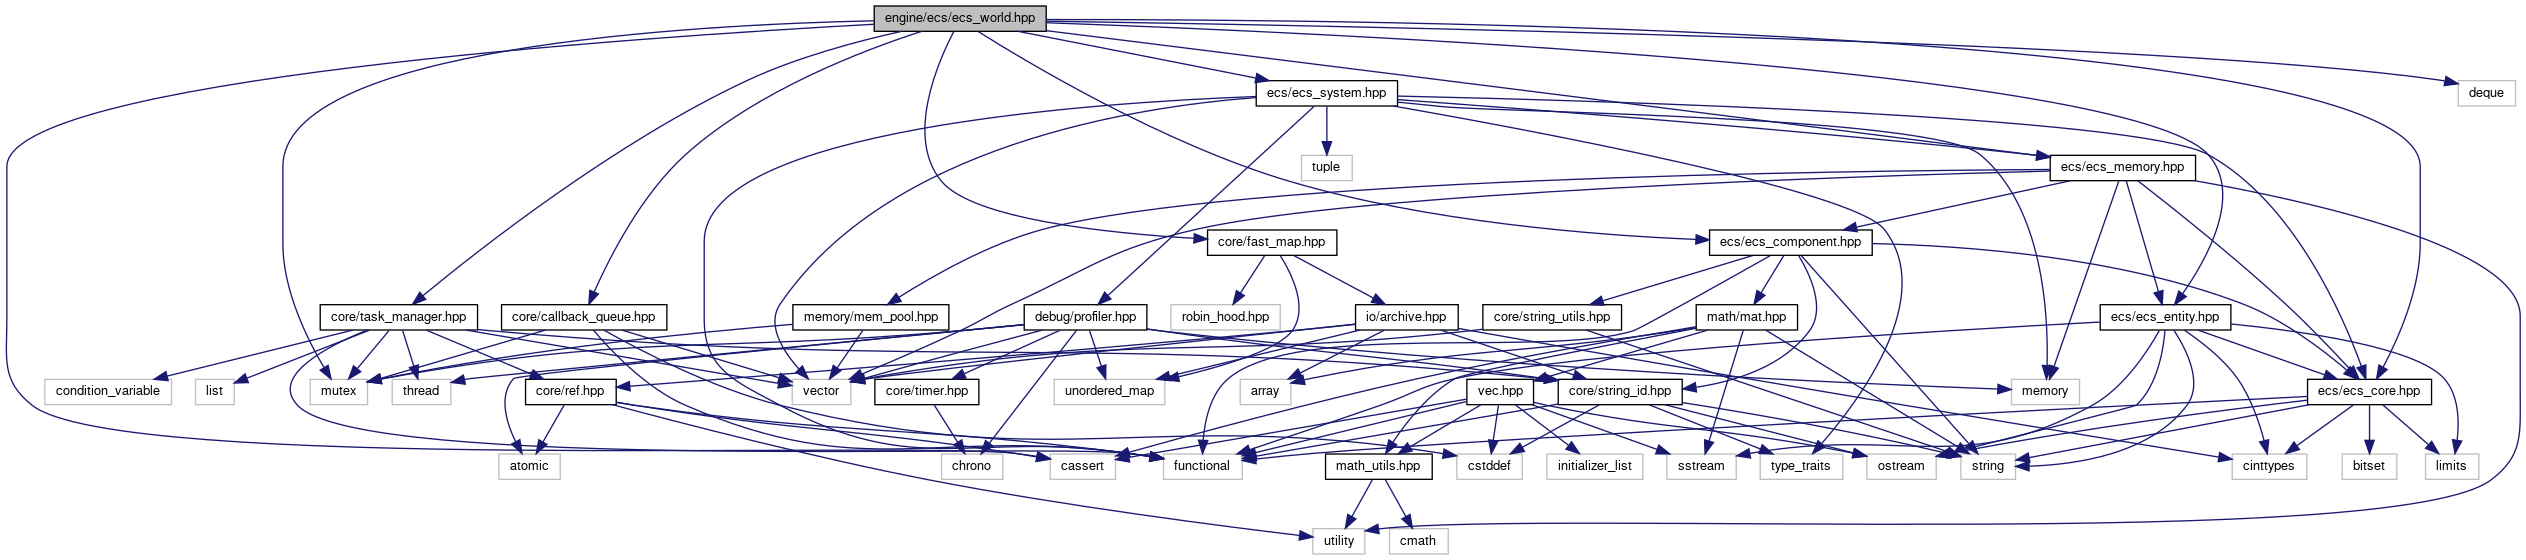 engine/ecs/ecs_world.hpp
ecs/ecs_system.hpp
deque
tuple
ecs/ecs_memory.hpp
core/fast_map.hpp
ecs/ecs_component.hpp
core/task_manager.hpp
core/callback_queue.hpp
memory/mem_pool.hpp
debug/profiler.hpp
robin_hood.hpp
io/archive.hpp
core/string_utils.hpp
math/mat.hpp
ecs/ecs_entity.hpp
condition_variable
list
mutex
thread
core/ref.hpp
vector
core/timer.hpp
unordered_map
array
vec.hpp
core/string_id.hpp
memory
ecs/ecs_core.hpp
atomic
chrono
cassert
functional
math_utils.hpp
cstddef
initializer_list
sstream
type_traits
ostream
string
cinttypes
bitset
limits
utility
cmath